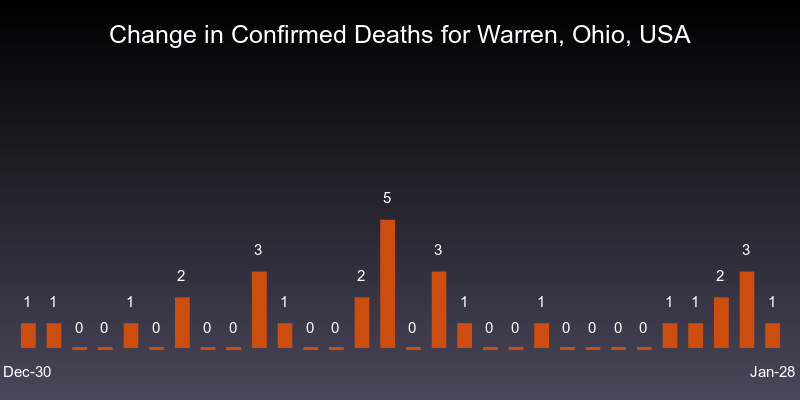 Change in Confirmed Deaths for Warren, Ohio, USA
5
3 3 3
2 2 2
1 1 1 1 1 1 1 1 1
0 0 0 0 0 0 0 0 0 0 0 0 0 0 0
Dec-30 Jan-28